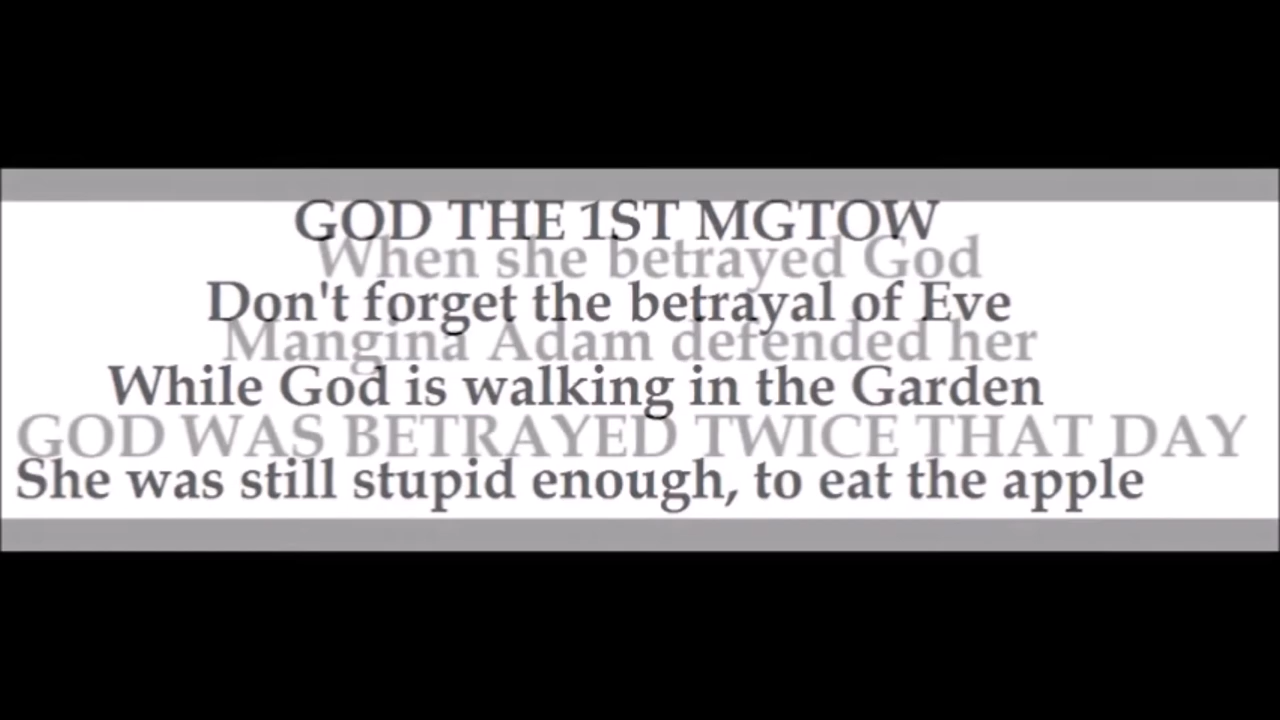 GOD THE 1ST MGTOW
When she betrayed God
Don't forget the betrayal of Eve
Mangina Adam defended her
While God is walking in the Garden
GOD WAS BETRAYED TWICE THAT DAY
She was still stupid enough, to eat the apple